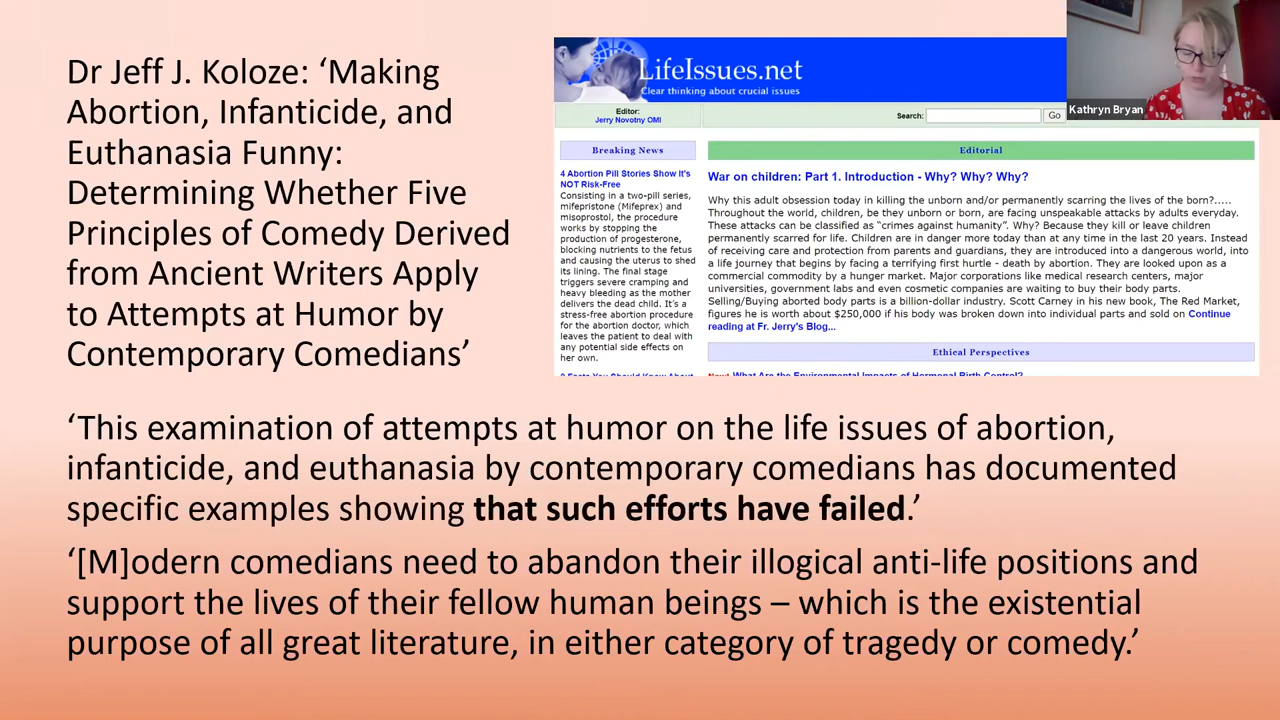 Dr Jeff J. Koloze: ‘Making
Abortion, Infanticide, and
Euthanasia Funny:
Determining Whether Five
Principles of Comedy Derived
from Ancient Writers Apply
to Attempts at Humor by
Contemporary Comedians’
LifeIssues.net
Clear thinking about crucial issues
Kathryn Bryan
Editor:
Jerry Novotny OMI
Search:
Go
Breaking News
4 Abortion Pill Stories Show It's
NOT Risk-Free
Consisting in a two-pill series,
mifepristone (Mifeprex) and
misoprostol, the procedure
works by stopping the
production of progesterone,
blocking nutrients to the fetus
and causing the uterus to shed
its lining. The final stage
triggers severe cramping and
heavy bleeding as the mother
delivers the dead child. It's a
stress-free abortion procedure
for the abortion doctor, which
leaves the patient to deal with
any potential side effects on
her own.
Editorial
War on children: Part 1. Introduction - Why? Why? Why?
Why this adult obsession today in killing the unborn and/or permanently scarring the lives of the born?.....
Throughout the world, children, be they unborn or born, are facing unspeakable attacks by adults everyday.
These attacks can be classified as “crimes against humanity”. Why? Because they kill or leave children
permanently scarred for life. Children are in danger more today than at any time in the last 20 years. Instead
of receiving care and protection from parents and guardians, they are introduced into a dangerous world, into
a life journey that begins by facing a terrifying first hurtle - death by abortion. They are looked upon as a
commercial commodity by a hunger market. Major corporations like medical research centers, major
universities, government labs and even cosmetic companies are waiting to buy their body parts.
Selling/Buying aborted body parts is a billion-dollar industry. Scott Carney in his new book, The Red Market,
figures he is worth about $250,000 if his body was broken down into individual parts and sold on Continue
reading at Fr. Jerry's Blog...
Ethical Perspectives
What Are the Environmental Impacts of Hormonal Birth Control?
‘This examination of attempts at humor on the life issues of abortion,
infanticide, and euthanasia by contemporary comedians has documented
specific examples showing that such efforts have failed.’
‘[M]odern comedians need to abandon their illogical anti-life positions and
support the lives of their fellow human beings – which is the existential
purpose of all great literature, in either category of tragedy or comedy.’